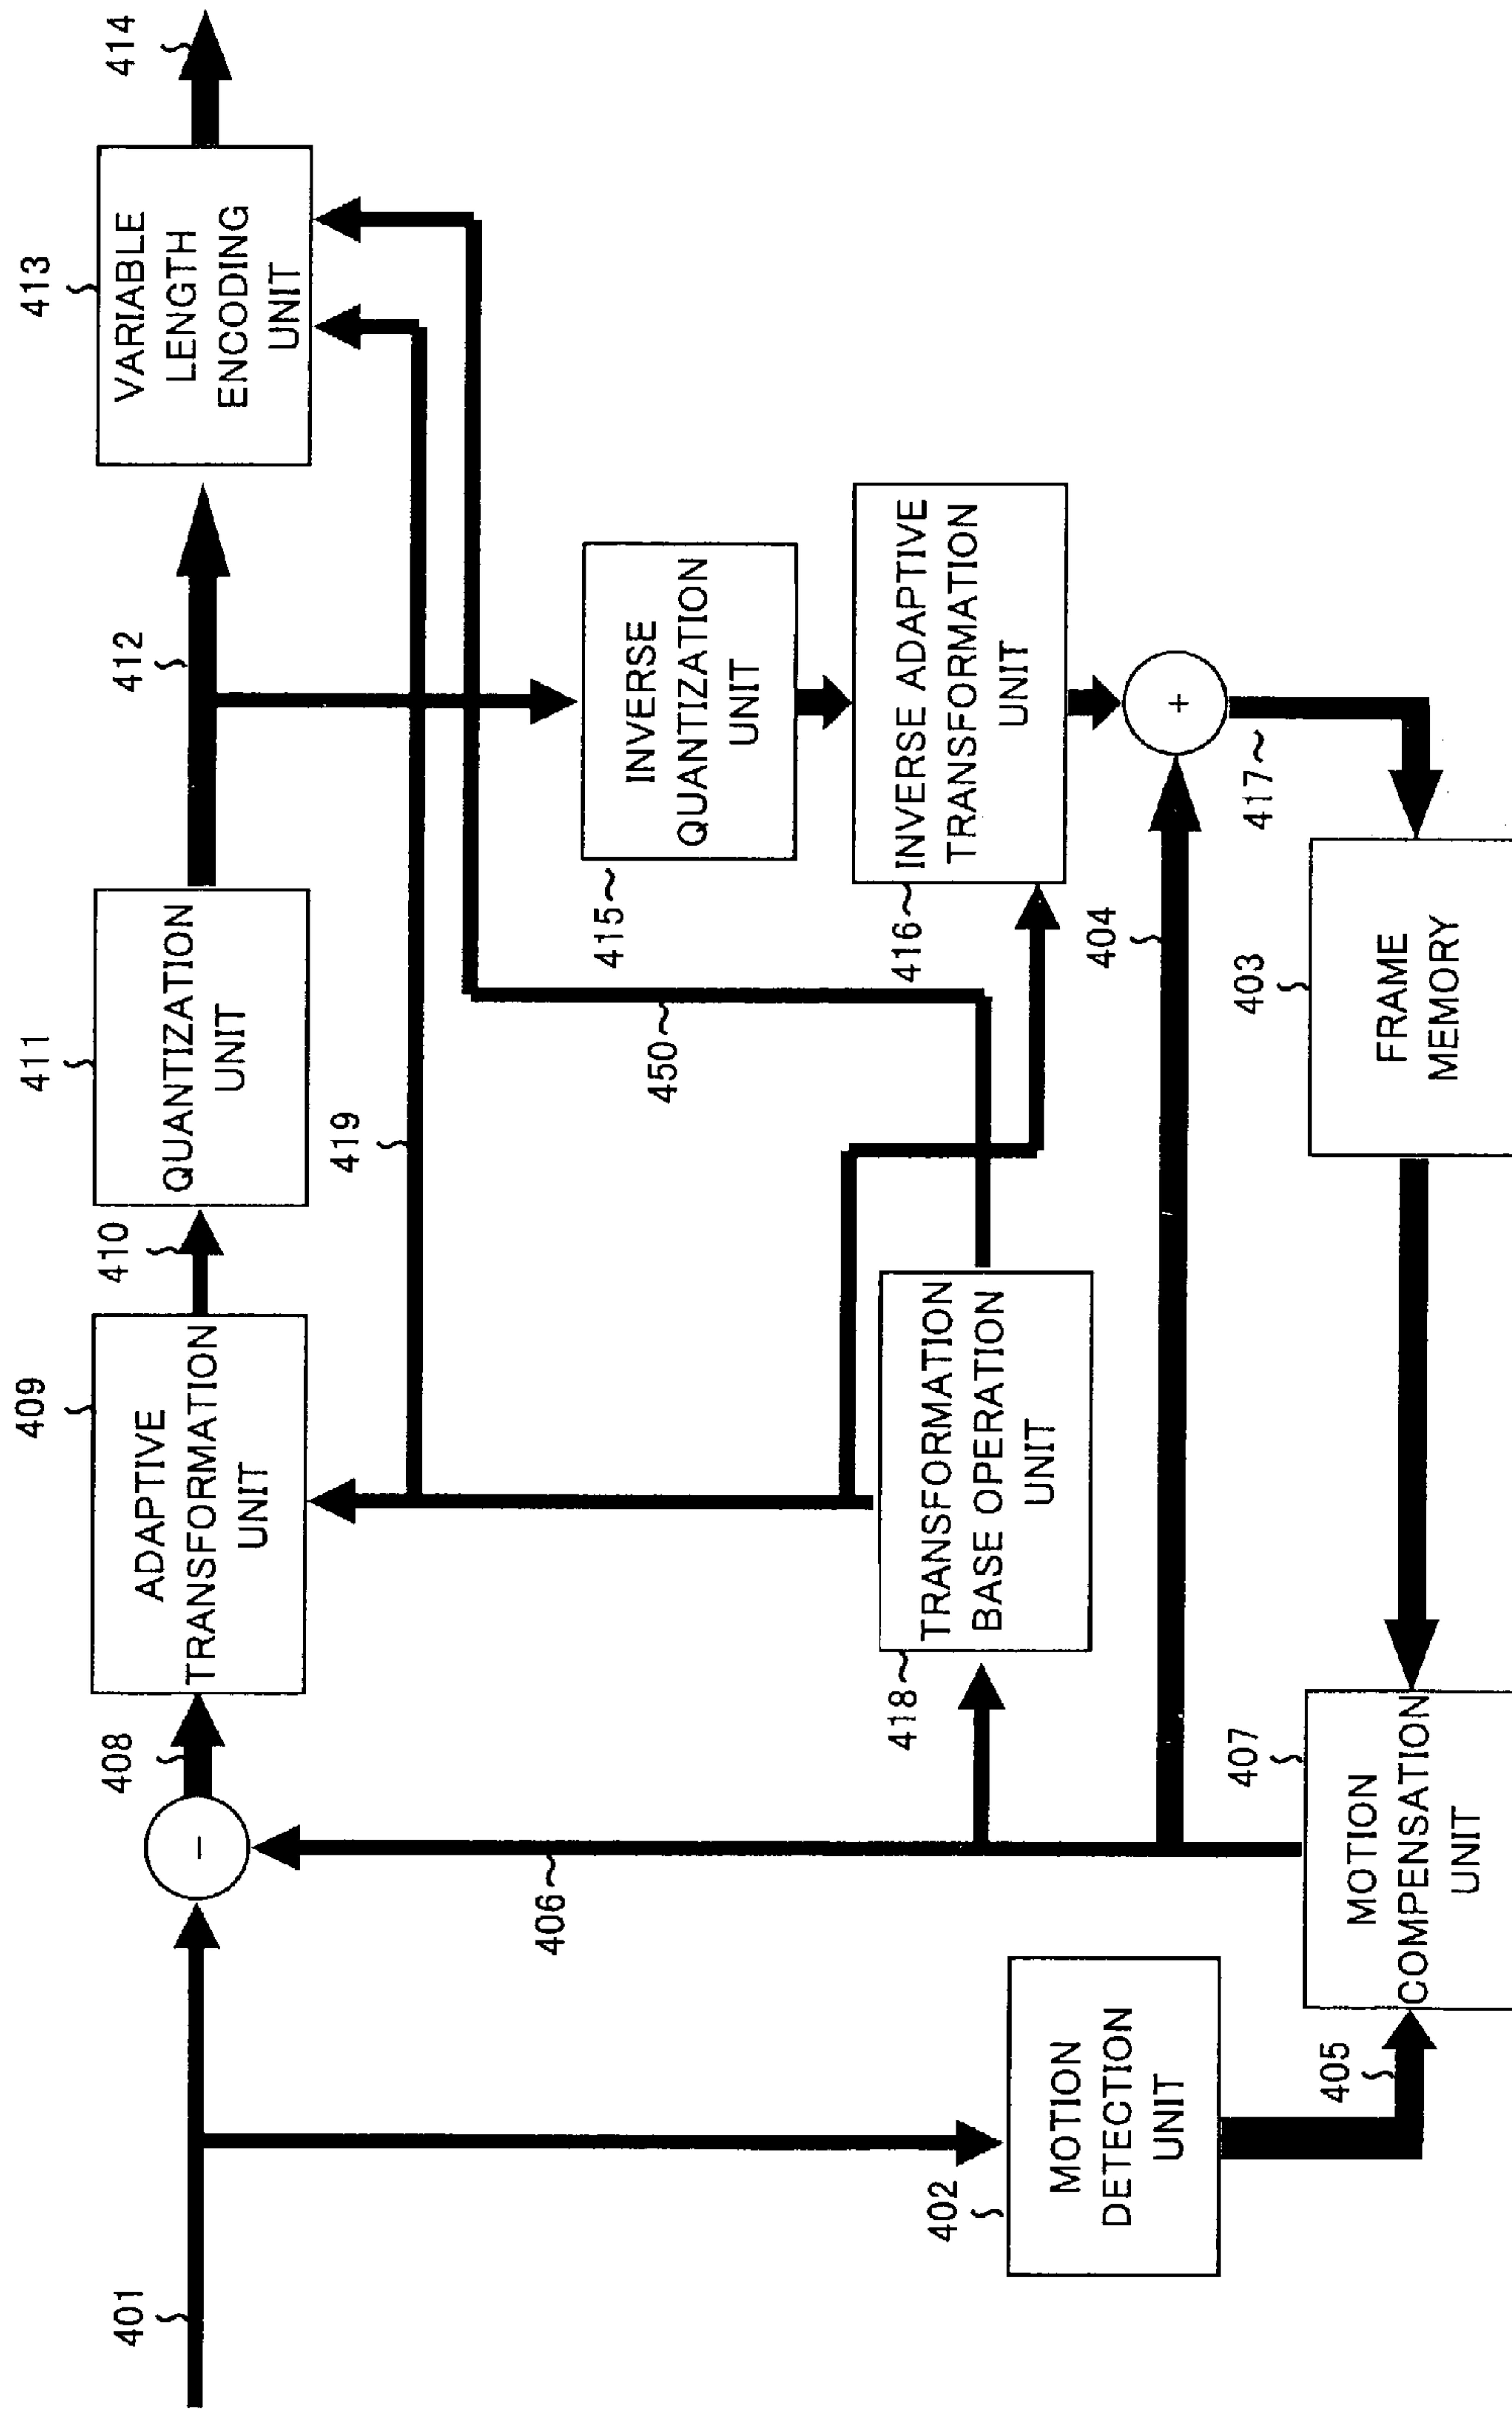 401
408
409
ADAPTIVE
TRANSFORMATION
UNIT
410
411
QUANTIZATION
UNIT
412
413
VARIABLE
LENGTH
ENCODING
UNIT
414
419
406
450
415
INVERSE
QUANTIZATION
UNIT
418
TRANSFORMATION
BASE OPERATION
UNIT
416
INVERSE ADAPTIVE
TRANSFORMATION
UNIT
402
MOTION
DETECTION
UNIT
404
417
405
407
MOTION
COMPENSATION
UNIT
403
FRAME
MEMORY
−
+